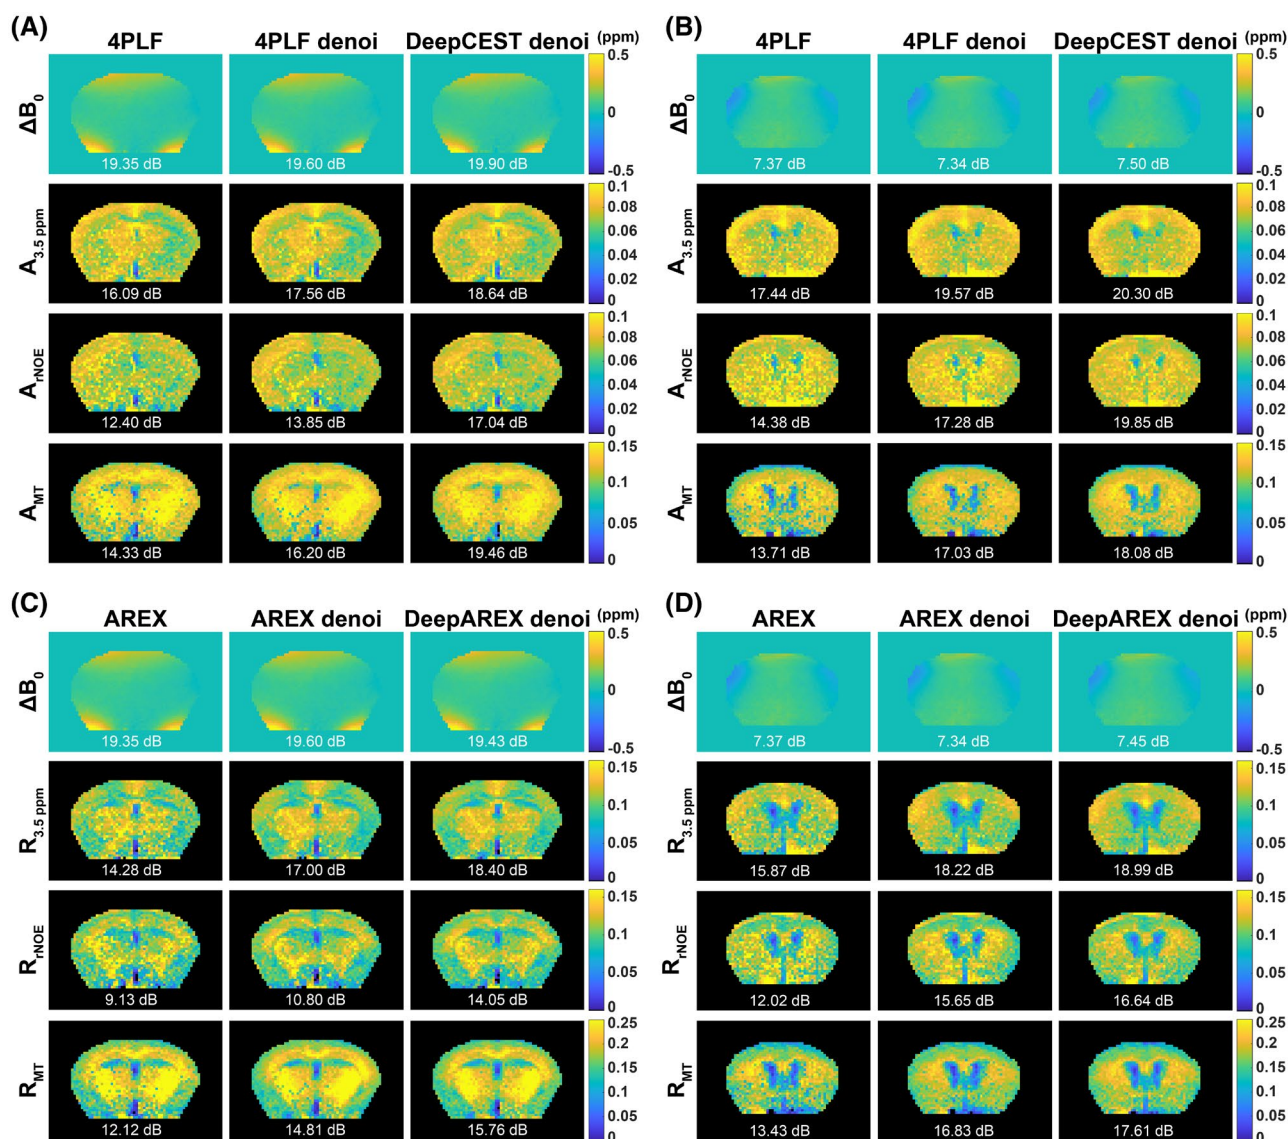 (A)
4PLF 4PLF denoi DeepCEST denoi (ppm)
ΔB0 0.5
0
19.35 dB 19.60 dB 19.90 dB -0.5
A3.5 ppm 0.1
0.08
0.06
0.04
0.02
16.09 dB 17.56 dB 18.64 dB 0
ArNOE 0.1
0.08
0.06
0.04
0.02
12.40 dB 13.85 dB 17.04 dB 0
AMT 0.15
0.1
0.05
14.33 dB 16.20 dB 19.46 dB 0
(B)
4PLF 4PLF denoi DeepCEST denoi (ppm)
ΔB0 0.5
0
7.37 dB 7.34 dB 7.50 dB -0.5
A3.5 ppm 0.1
0.08
0.06
0.04
0.02
17.44 dB 19.57 dB 20.30 dB 0
ArNOE 0.1
0.08
0.06
0.04
0.02
14.38 dB 17.28 dB 19.85 dB 0
AMT 0.15
0.1
0.05
13.71 dB 17.03 dB 18.08 dB 0
(C)
AREX AREX denoi DeepAREX denoi (ppm)
ΔB0 0.5
0
19.35 dB 19.60 dB 19.43 dB -0.5
R3.5 ppm 0.15
0.1
0.05
14.28 dB 17.00 dB 18.40 dB 0
RrNOE 0.15
0.1
0.05
9.13 dB 10.80 dB 14.05 dB 0
RMT 0.25
0.2
0.15
0.1
0.05
12.12 dB 14.81 dB 15.76 dB 0
(D)
AREX AREX denoi DeepAREX denoi (ppm)
ΔB0 0.5
0
7.37 dB 7.34 dB 7.45 dB -0.5
R3.5 ppm 0.15
0.1
0.05
15.87 dB 18.22 dB 18.99 dB 0
RrNOE 0.15
0.1
0.05
12.02 dB 15.65 dB 16.64 dB 0
RMT 0.25
0.2
0.15
0.1
0.05
13.43 dB 16.83 dB 17.61 dB 0